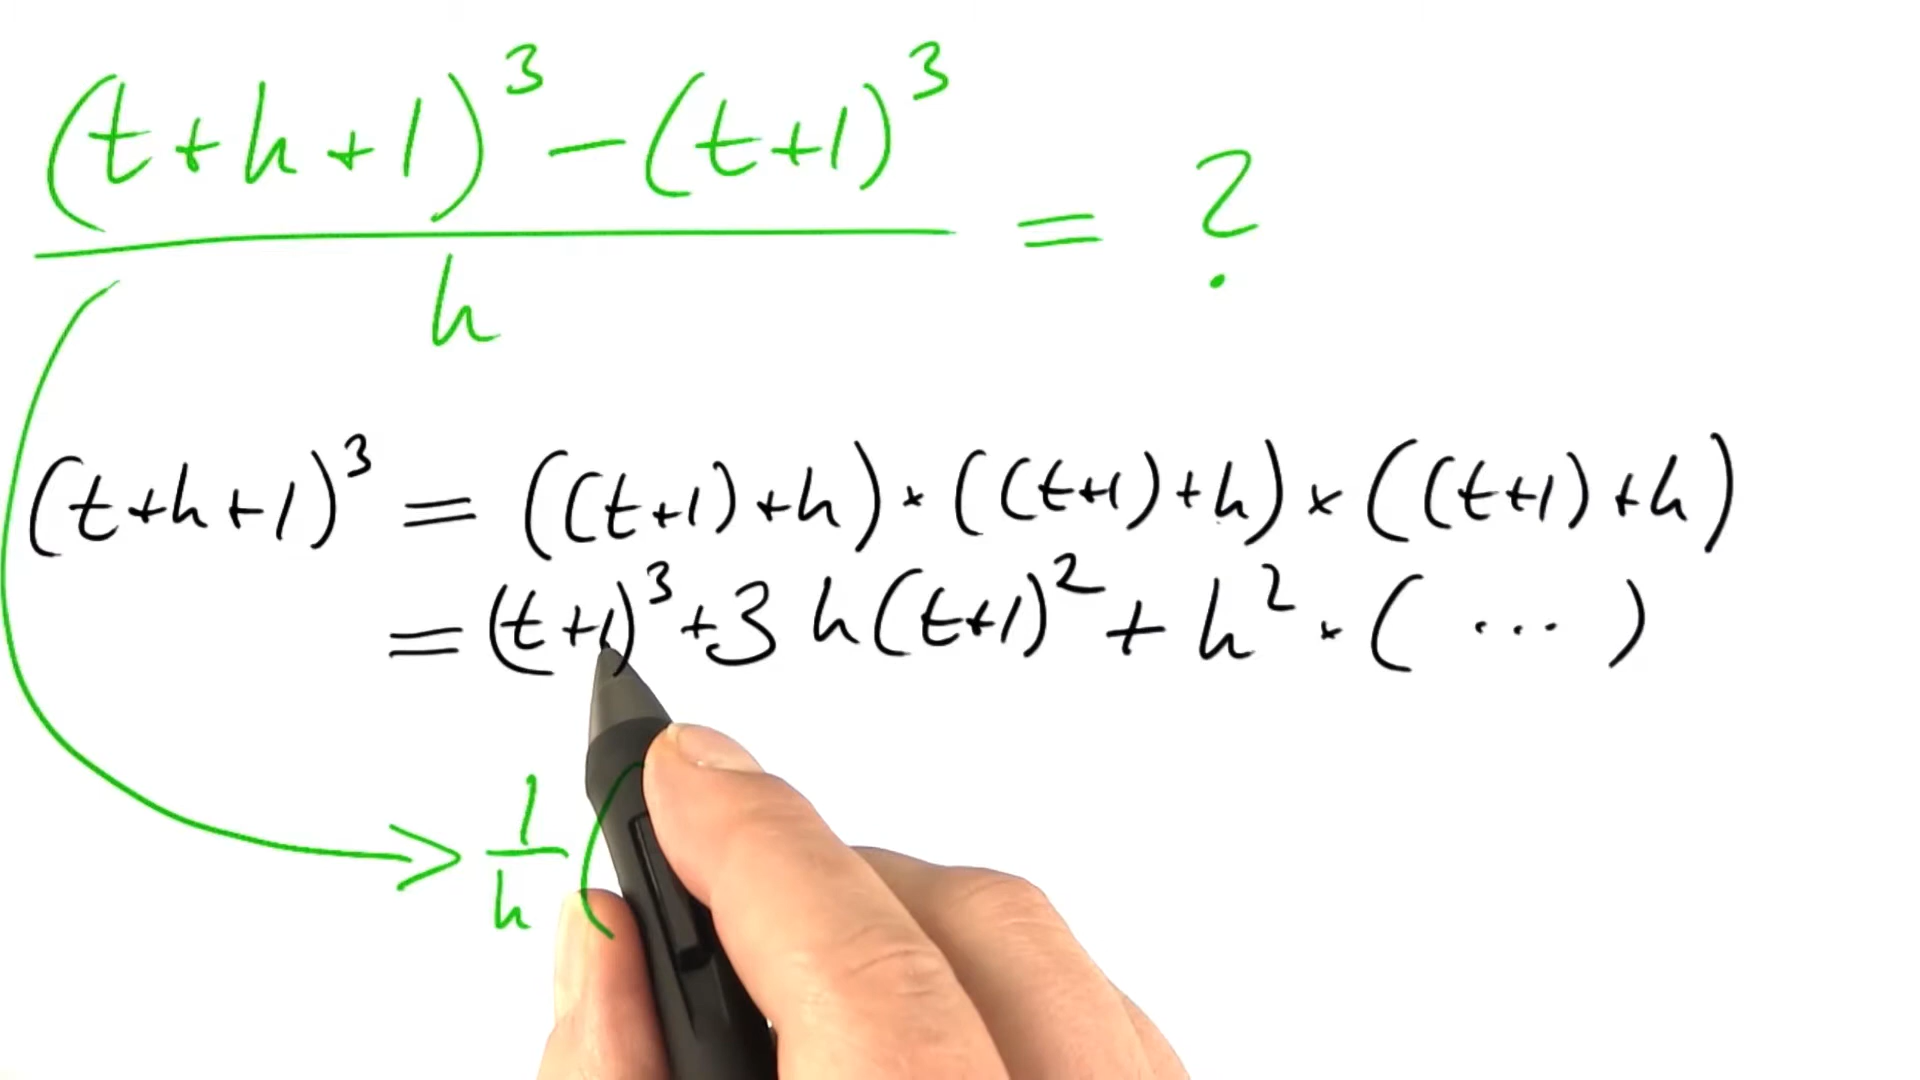 (t+h+1)³ − (t+1)³
h
= ?
(t+h+1)³ = ((t+1)+h)·((t+1)+h)×((t+1)+h)
= (t+1)³ + 3h(t+1)² + h²·( ... )
1
h (